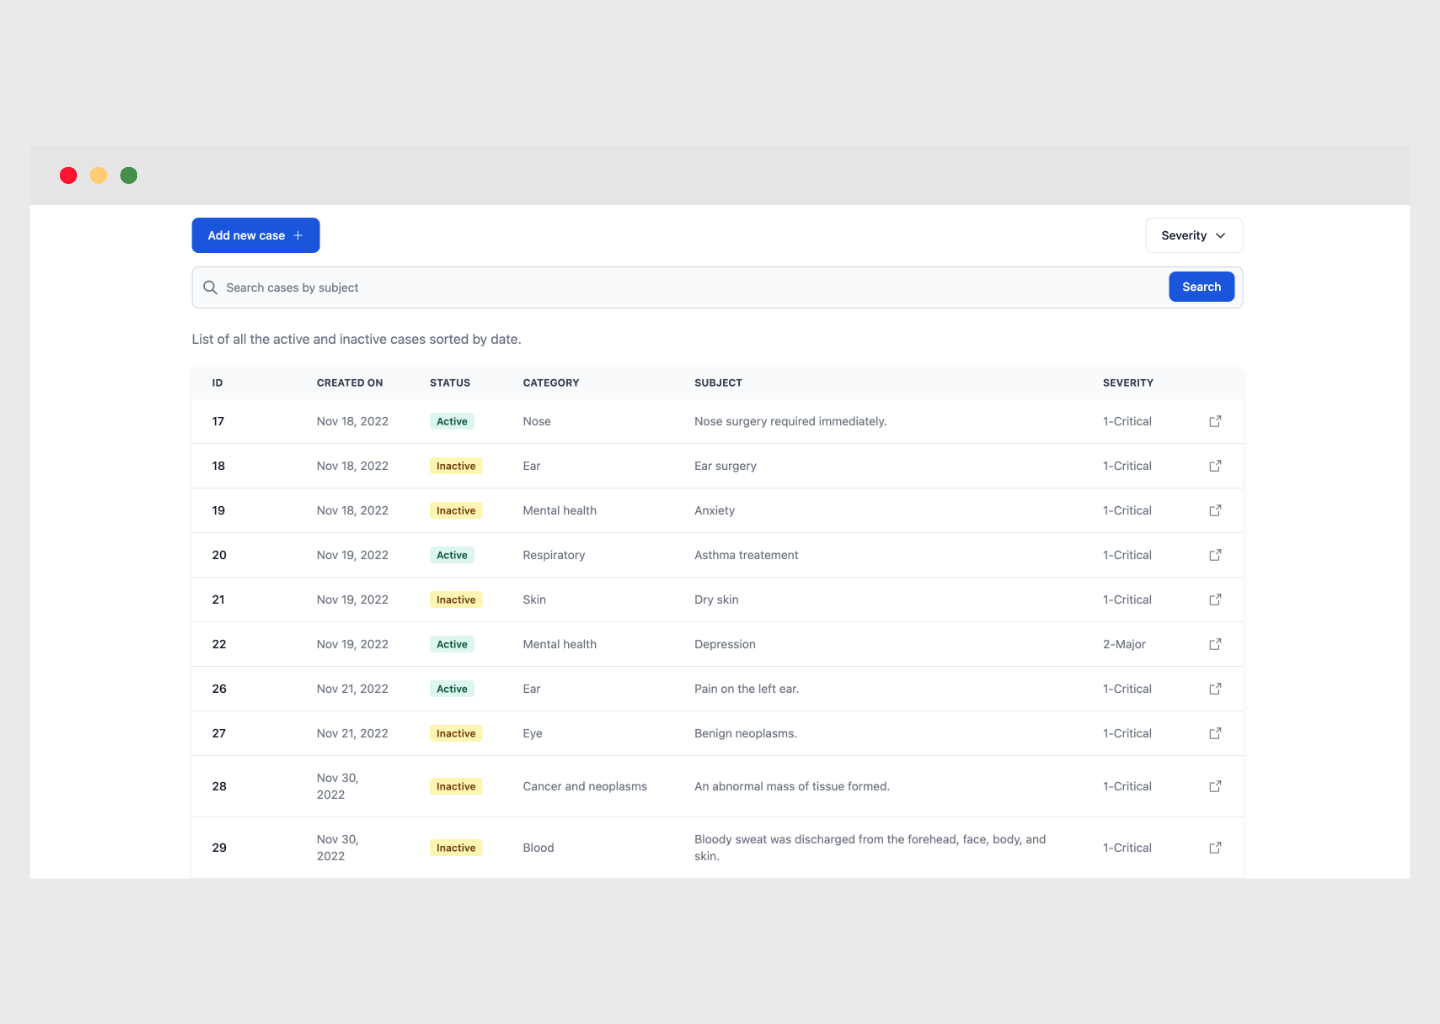 Add new case
Severity
Search cases by subject
Search
List of all the active and inactive cases sorted by date.
ID CREATED ON STATUS CATEGORY SUBJECT SEVERITY
17 Nov 18, 2022 Active Nose Nose surgery required immediately. 1-Critical
18 Nov 18, 2022 Inactive Ear Ear surgery 1-Critical
19 Nov 18, 2022 Inactive Mental health Anxiety 1-Critical
20 Nov 19, 2022 Active Respiratory Asthma treatement 1-Critical
21 Nov 19, 2022 Inactive Skin Dry skin 1-Critical
22 Nov 19, 2022 Active Mental health Depression 2-Major
26 Nov 21, 2022 Active Ear Pain on the left ear. 1-Critical
27 Nov 21, 2022 Inactive Eye Benign neoplasms. 1-Critical
28 Nov 30, 2022 Inactive Cancer and neoplasms An abnormal mass of tissue formed. 1-Critical
29 Nov 30, 2022 Inactive Blood Bloody sweat was discharged from the forehead, face, body, and skin. 1-Critical